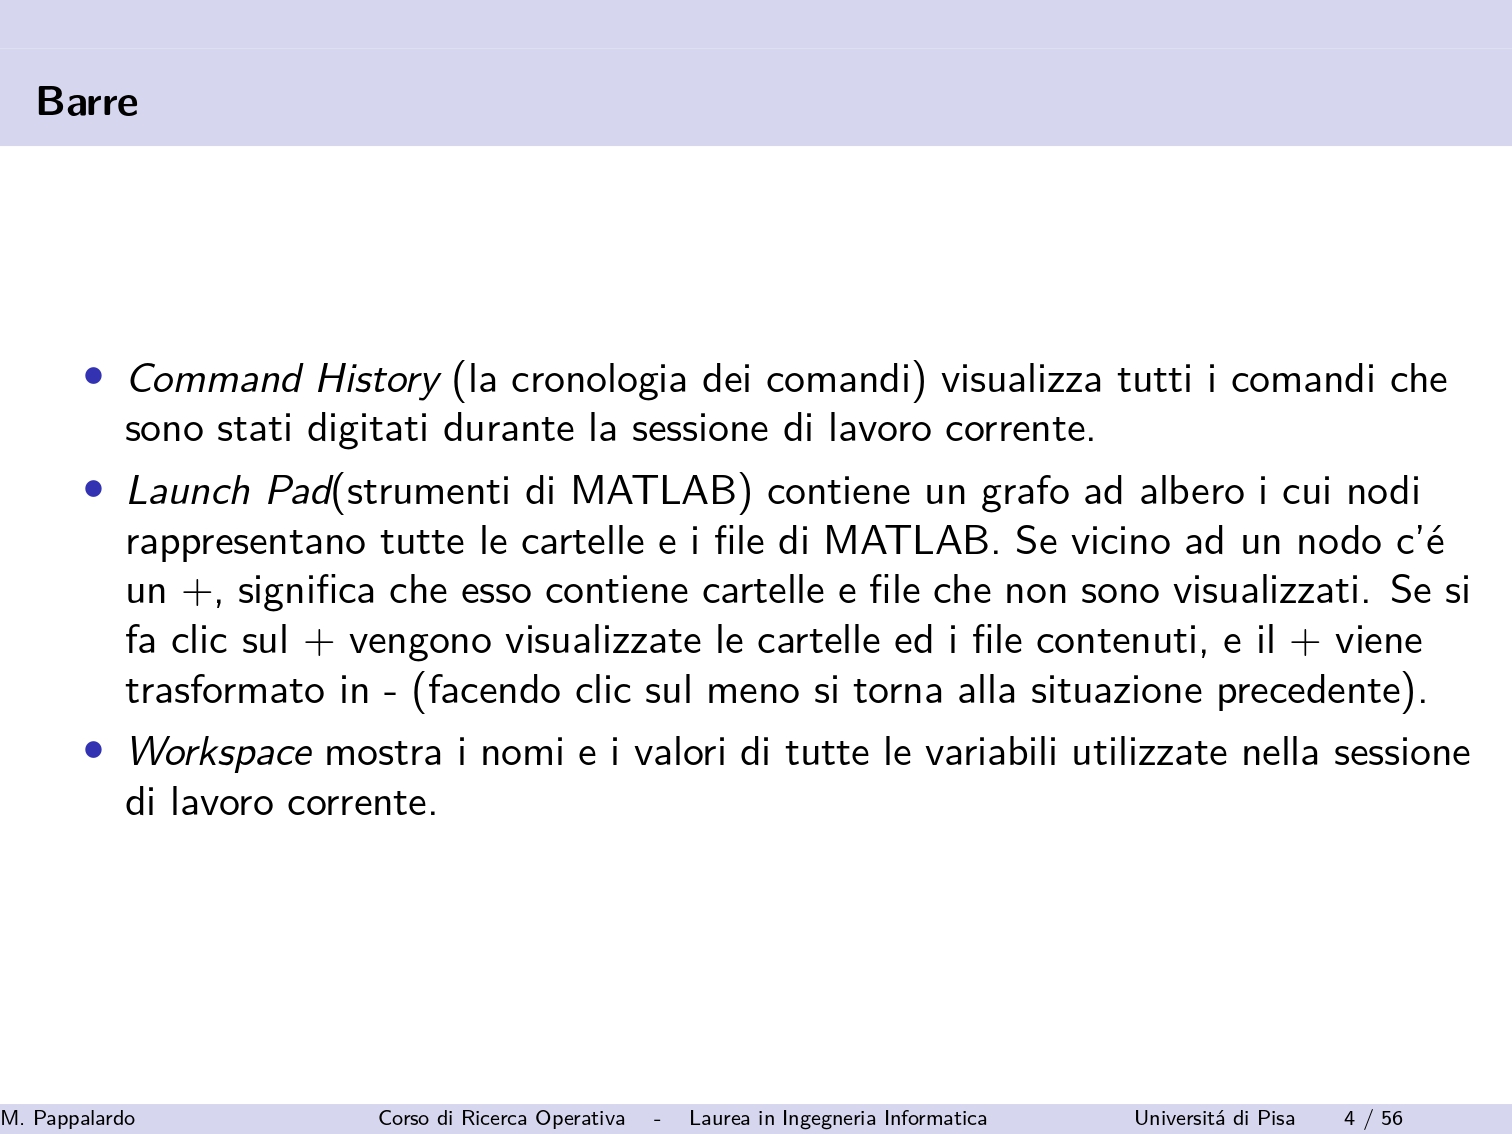 Barre
• Command History (la cronologia dei comandi) visualizza tutti i comandi che
sono stati digitati durante la sessione di lavoro corrente.
• Launch Pad(strumenti di MATLAB) contiene un grafo ad albero i cui nodi
rappresentano tutte le cartelle e i file di MATLAB. Se vicino ad un nodo c'é
un +, significa che esso contiene cartelle e file che non sono visualizzati. Se si
fa clic sul + vengono visualizzate le cartelle ed i file contenuti, e il + viene
trasformato in - (facendo clic sul meno si torna alla situazione precedente).
• Workspace mostra i nomi e i valori di tutte le variabili utilizzate nella sessione
di lavoro corrente.
M. Pappalardo Corso di Ricerca Operativa - Laurea in Ingegneria Informatica Universitá di Pisa 4 / 56